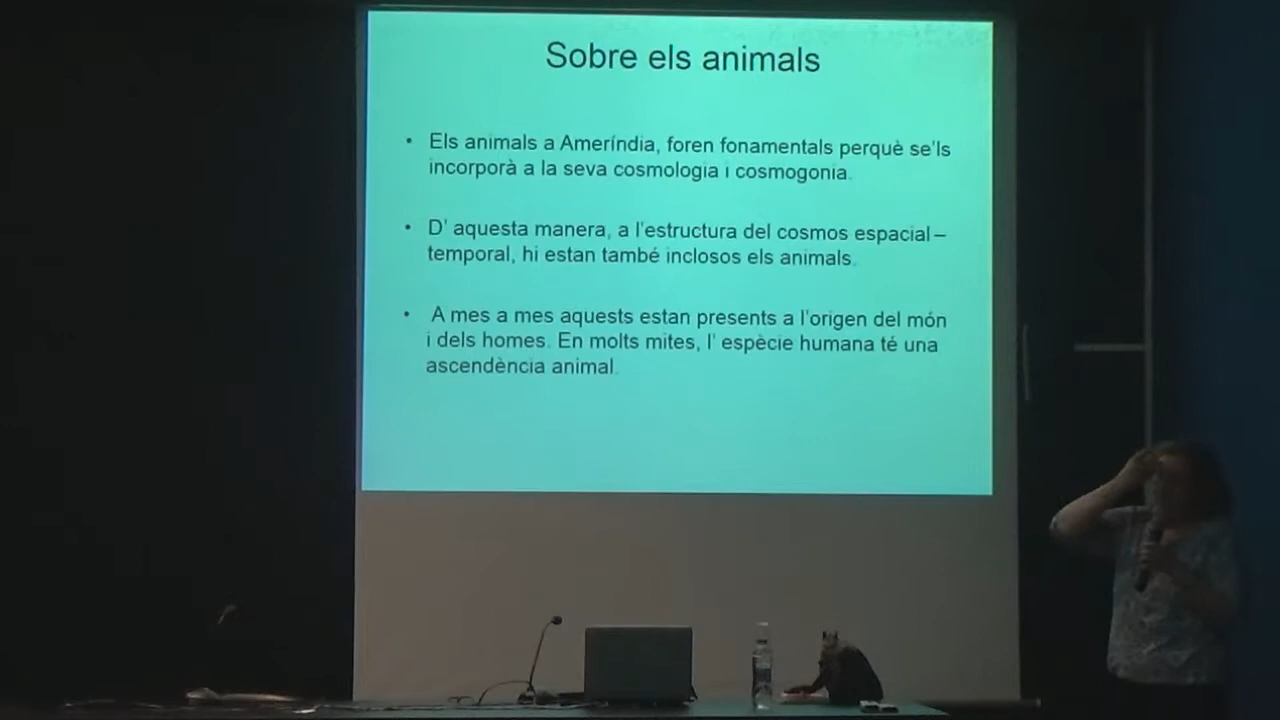 Sobre els animals
• Els animals a Ameríndia, foren fonamentals perquè se'ls
incorporà a la seva cosmologia i cosmogonia.
• D' aquesta manera, a l'estructura del cosmos espacial–
temporal, hi estan també inclosos els animals.
• A mes a mes aquests estan presents a l'origen del món
i dels homes. En molts mites, l' espècie humana té una
ascendència animal.